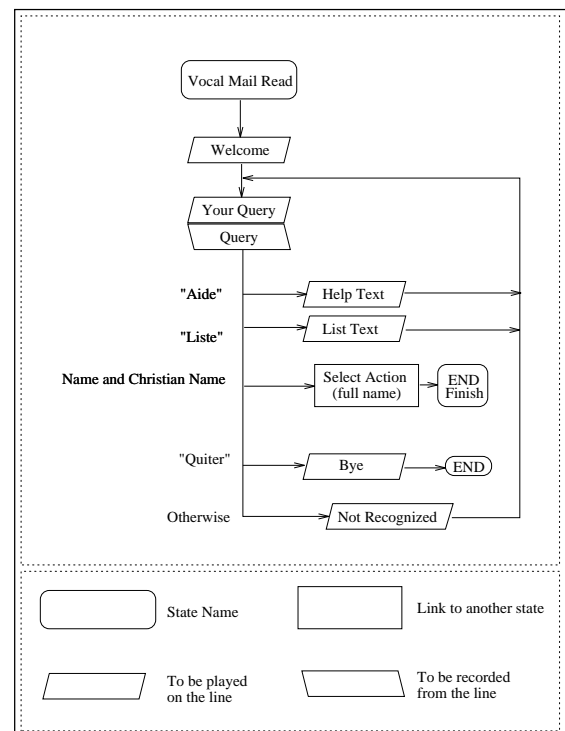 Vocal Mail Read
Welcome
Your Query
Query
"Aide"
Help Text
"Liste"
List Text
Name and Christian Name
Select Action
(full name)
END
Finish
"Quiter"
Bye
END
Otherwise
Not Recognized
State Name
Link to another state
To be played
on the line
To be recorded
from the line